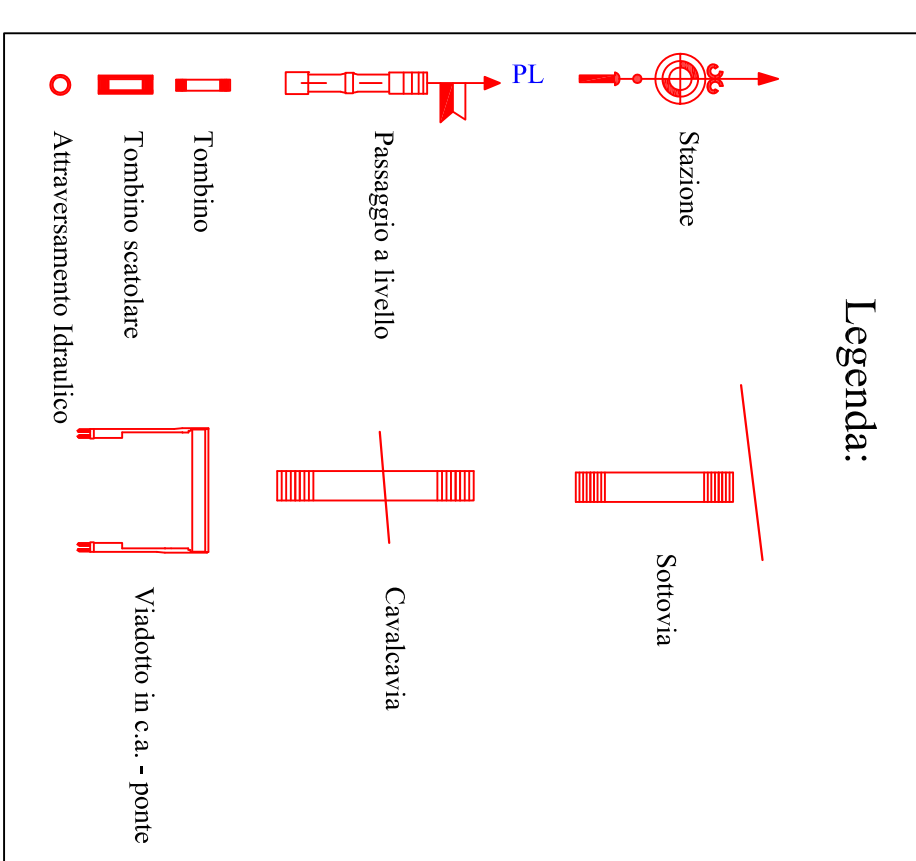 Legenda:
Stazione
Sottovia
PL
Passaggio a livello
Cavalcavia
Tombino
Tombino scatolare
Attraversamento Idraulico
Viadotto in c.a. - ponte